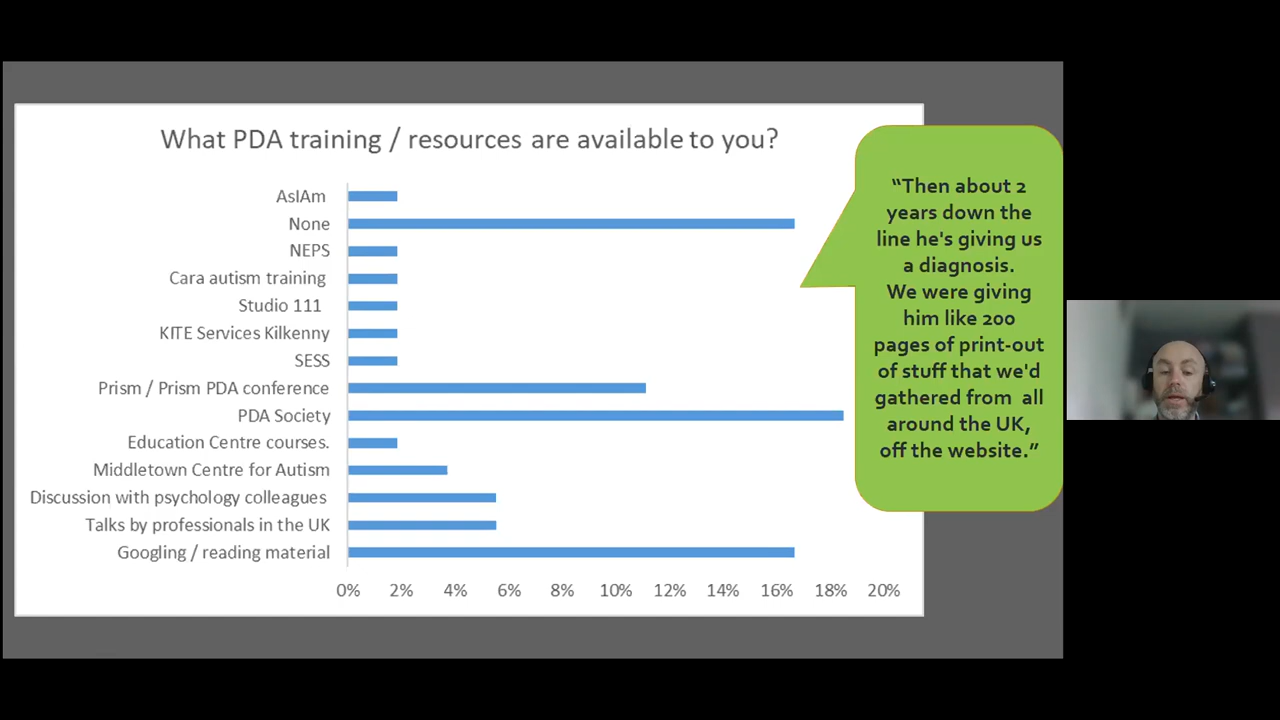 What PDA training / resources are available to you?
AsIAm
None
NEPS
Cara autism training
Studio 111
KITE Services Kilkenny
SESS
Prism / Prism PDA conference
PDA Society
Education Centre courses.
Middletown Centre for Autism
Discussion with psychology colleagues
Talks by professionals in the UK
Googling / reading material
0% 2% 4% 6% 8% 10% 12% 14% 16% 18% 20%
“Then about 2
years down the
line he's giving us
a diagnosis.
We were giving
him like 200
pages of print-out
of stuff that we'd
gathered from all
around the UK,
off the website.”